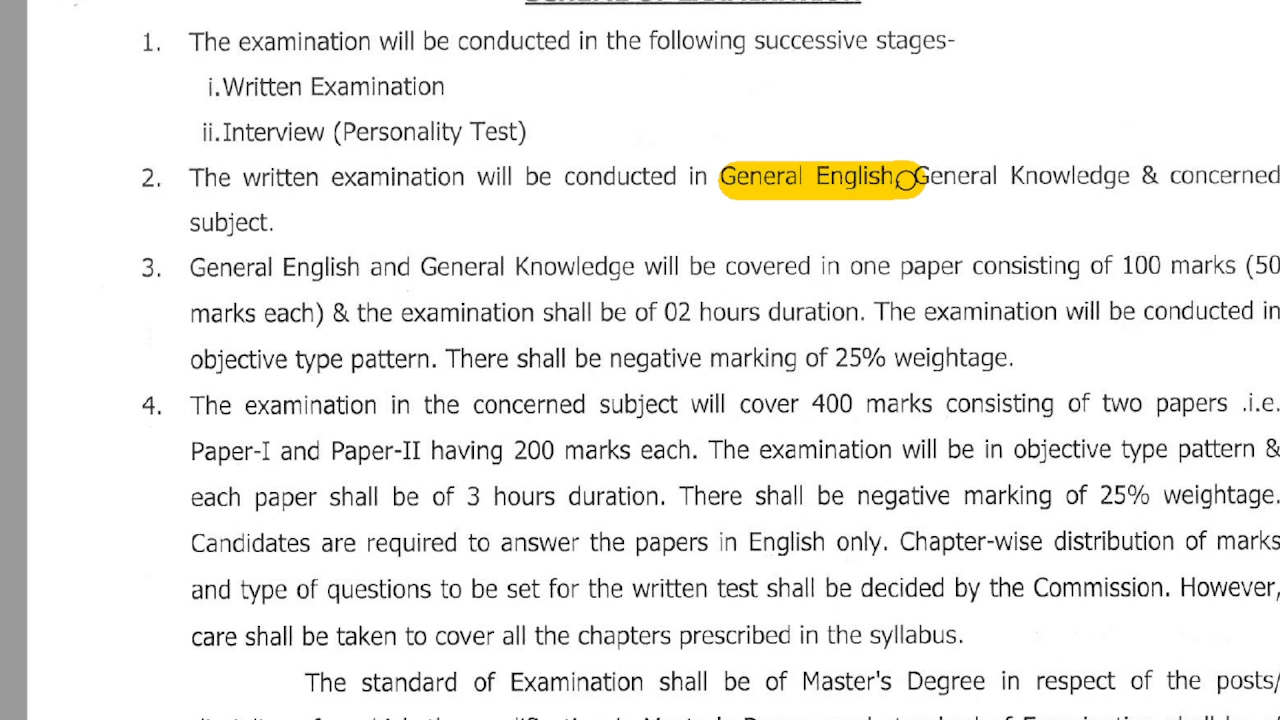 1. The examination will be conducted in the following successive stages-
i.Written Examination
ii.Interview (Personality Test)
2. The written examination will be conducted in General English, General Knowledge & concerned
subject.
3. General English and General Knowledge will be covered in one paper consisting of 100 marks (50
marks each) & the examination shall be of 02 hours duration. The examination will be conducted in
objective type pattern. There shall be negative marking of 25% weightage.
4. The examination in the concerned subject will cover 400 marks consisting of two papers .i.e.
Paper-I and Paper-II having 200 marks each. The examination will be in objective type pattern &
each paper shall be of 3 hours duration. There shall be negative marking of 25% weightage.
Candidates are required to answer the papers in English only. Chapter-wise distribution of marks
and type of questions to be set for the written test shall be decided by the Commission. However,
care shall be taken to cover all the chapters prescribed in the syllabus.
The standard of Examination shall be of Master's Degree in respect of the posts/